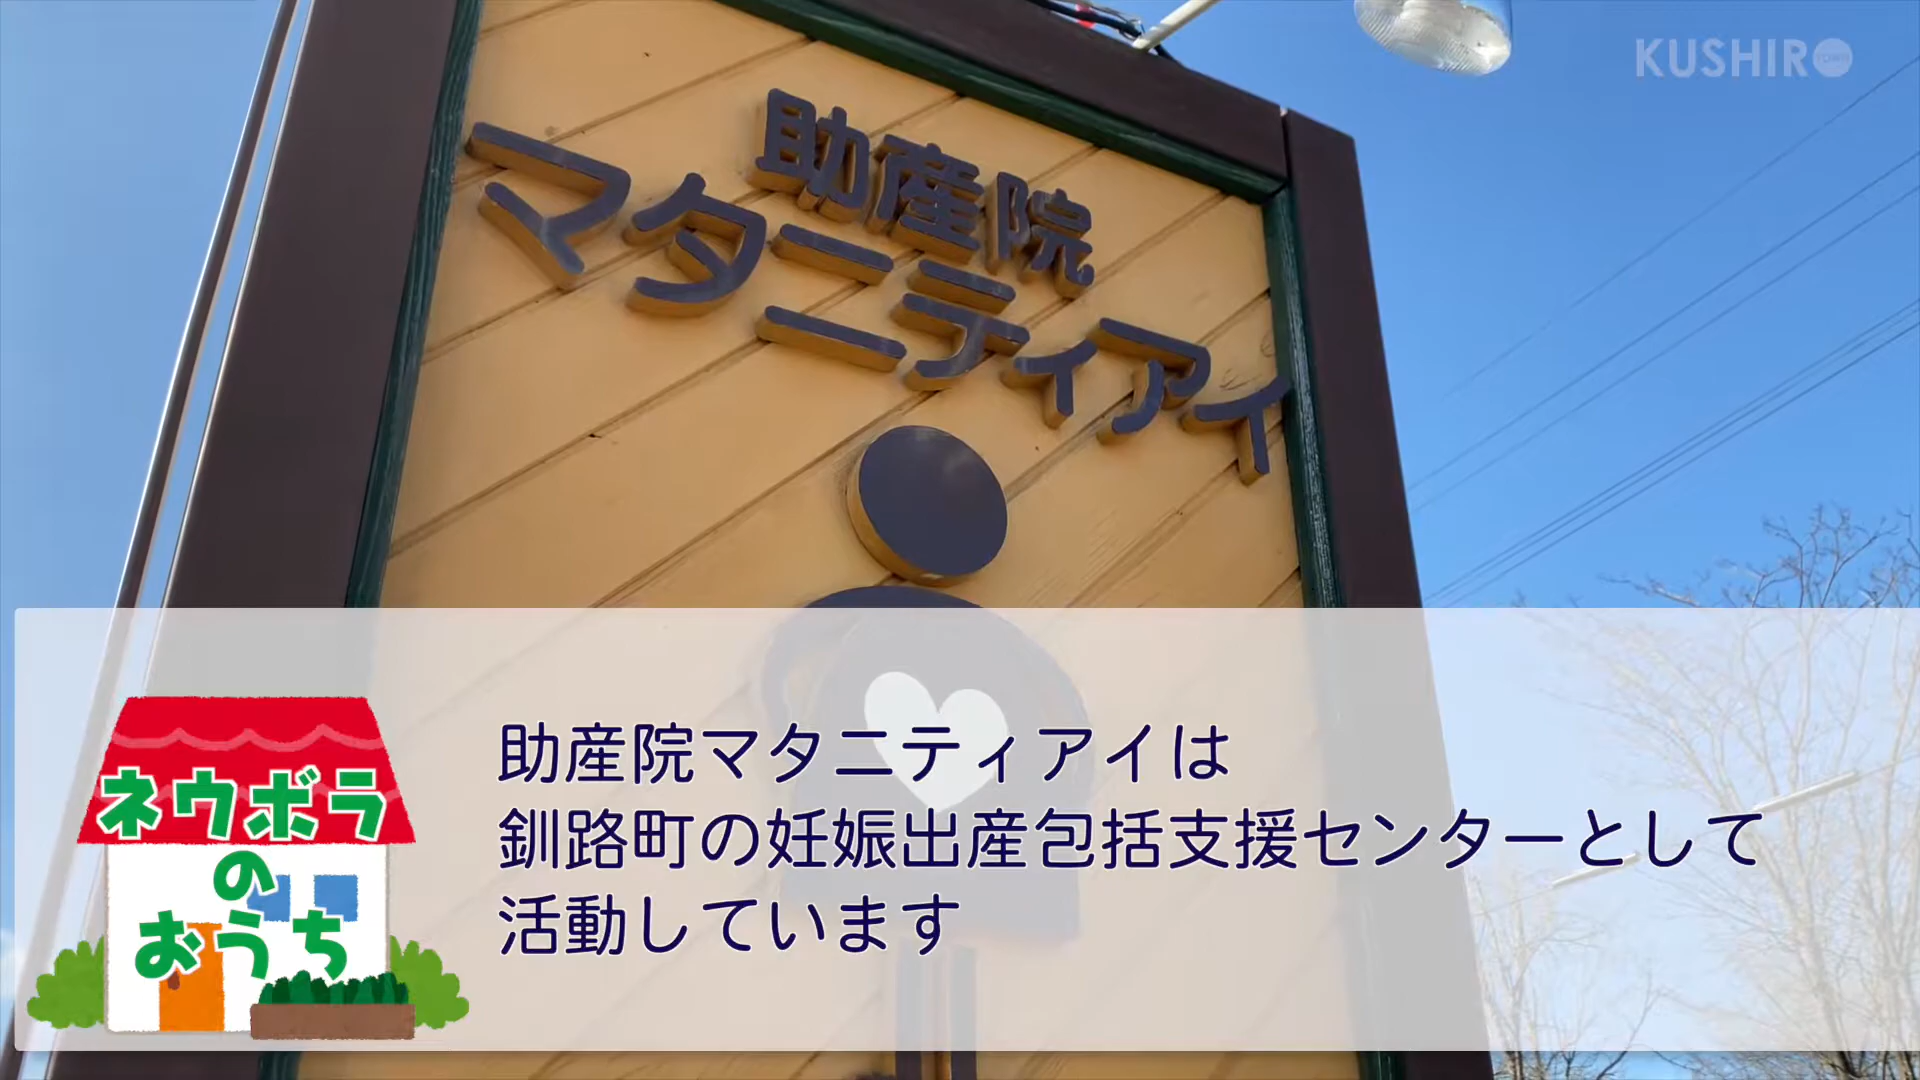 KUSHIRO
助産院
マタニティアイ
ネウボラ
の
おうち
助産院マタニティアイは
釧路町の妊娠出産包括支援センターとして
活動しています